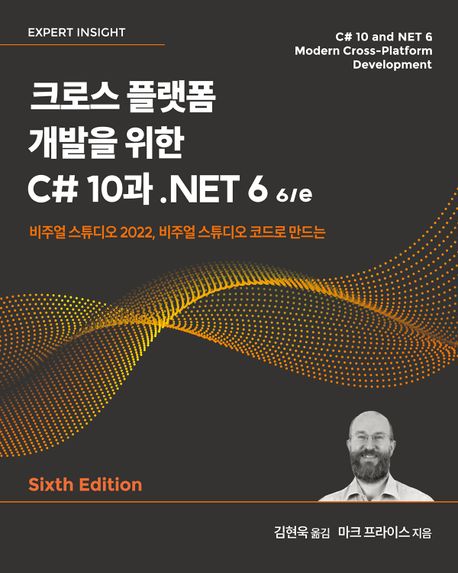 EXPERT INSIGHT
C# 10 and NET 6
Modern Cross-Platform
Development
크로스 플랫폼
개발을 위한
C# 10과 .NET 6 6/e
비주얼 스튜디오 2022, 비주얼 스튜디오 코드로 만드는
Sixth Edition
김현욱 옮김 마크 프라이스 지음